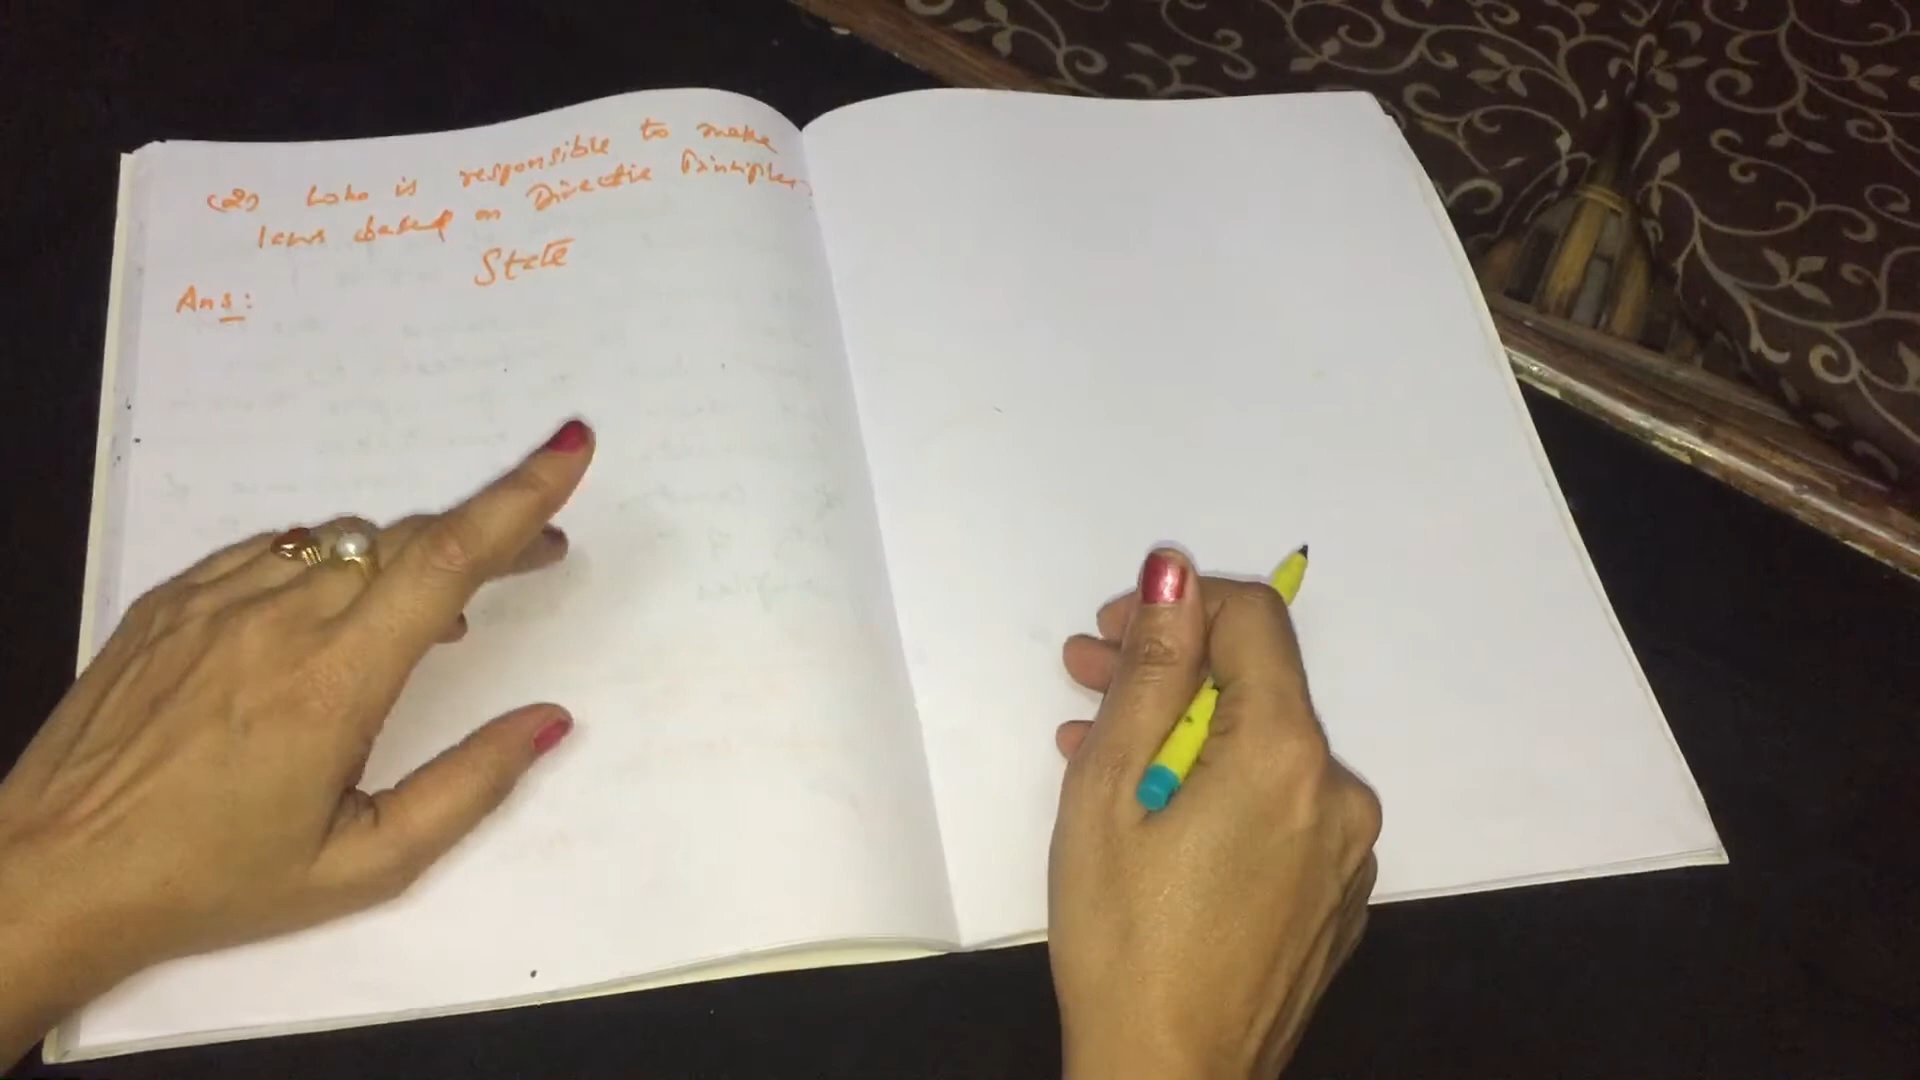 (2) Who is responsible to make
laws based on Directive Principles
State
Ans: